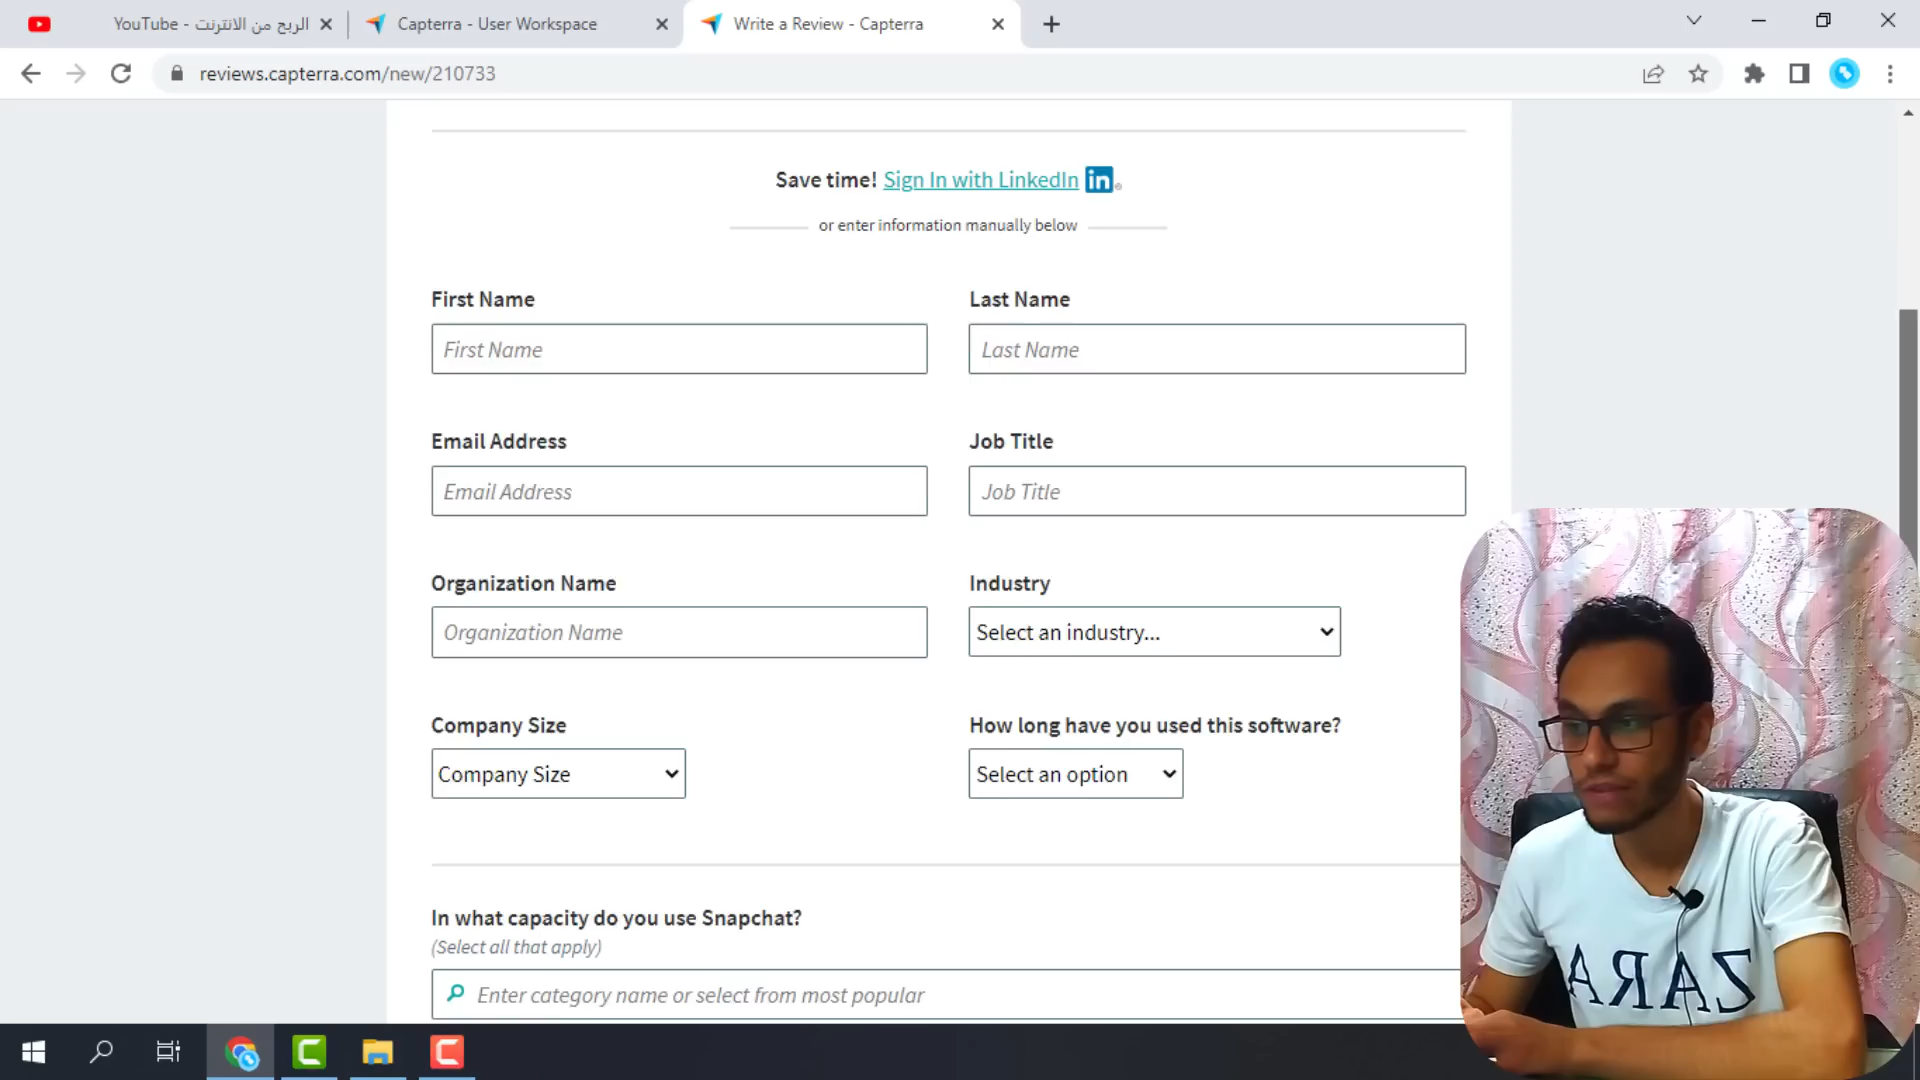 YouTube - الربح من الانترنت
Capterra - User Workspace
Write a Review - Capterra
reviews.capterra.com/new/210733
Save time! Sign In with LinkedIn in
or enter information manually below
First Name
Last Name
First Name
Last Name
Email Address
Job Title
Email Address
Job Title
Organization Name
Industry
Organization Name
Select an industry...
Company Size
How long have you used this software?
Company Size
Select an option
In what capacity do you use Snapchat?
(Select all that apply)
Enter category name or select from most popular
ZARA